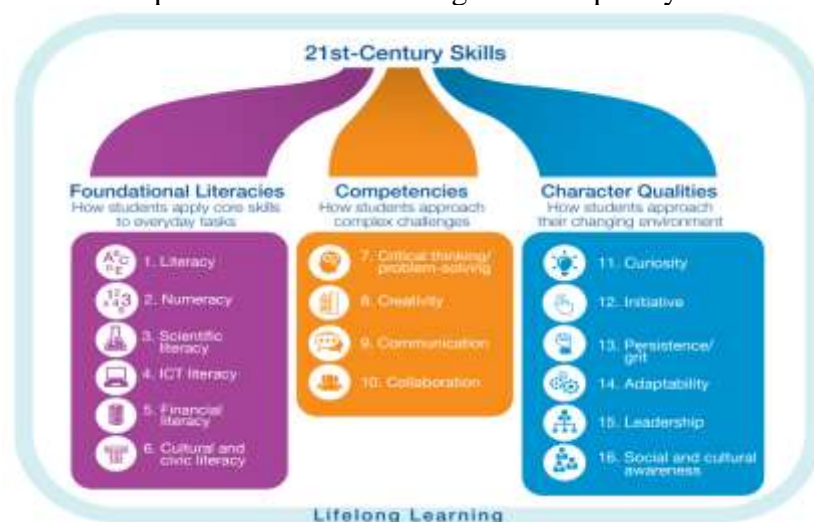 21st-Century Skills
Foundational Literacies
How students apply core skills
to everyday tasks
1. Literacy
2. Numeracy
3. Scientific
literacy
4. ICT literacy
5. Financial
literacy
6. Cultural and
civic literacy
Competencies
How students approach
complex challenges
7. Critical thinking/
problem-solving
8. Creativity
9. Communication
10. Collaboration
Character Qualities
How students approach
their changing environment
11. Curiosity
12. Initiative
13. Persistence/
grit
14. Adaptability
15. Leadership
16. Social and cultural
awareness
Lifelong Learning